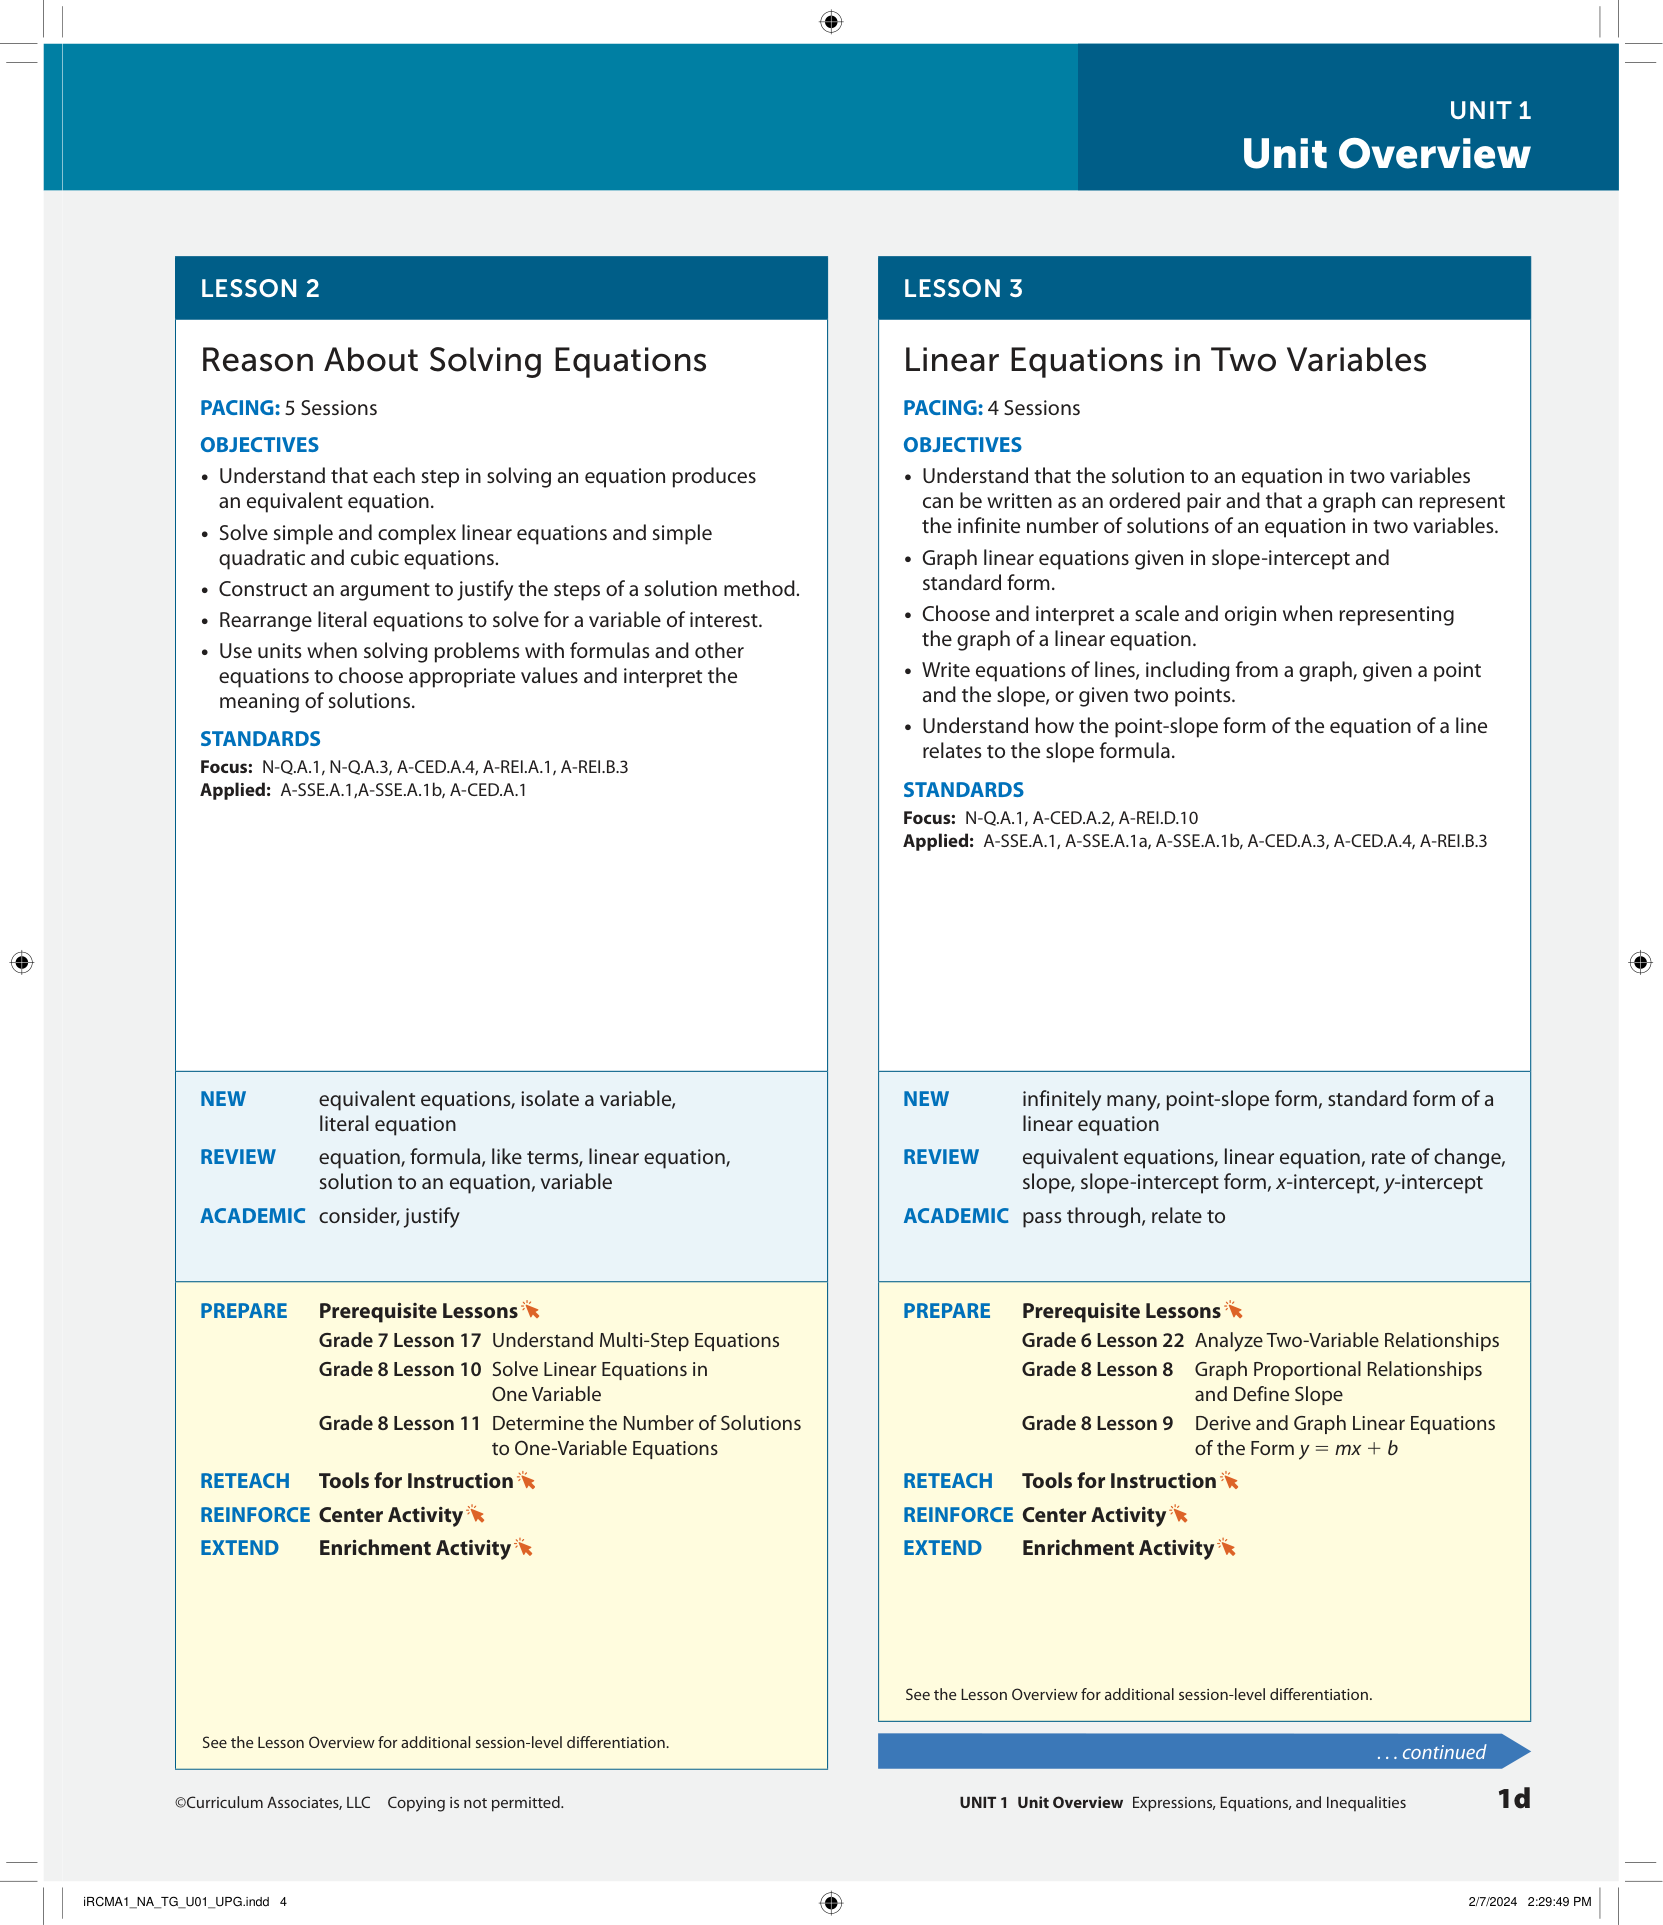 UNIT 1
Unit Overview
LESSON 2
Reason About Solving Equations
PACING: 5 Sessions
OBJECTIVES
• Understand that each step in solving an equation produces
an equivalent equation.
• Solve simple and complex linear equations and simple
quadratic and cubic equations.
• Construct an argument to justify the steps of a solution method.
• Rearrange literal equations to solve for a variable of interest.
• Use units when solving problems with formulas and other
equations to choose appropriate values and interpret the
meaning of solutions.
STANDARDS
Focus: N-Q.A.1, N-Q.A.3, A-CED.A.4, A-REI.A.1, A-REI.B.3
Applied: A-SSE.A.1,A-SSE.A.1b, A-CED.A.1
NEW equivalent equations, isolate a variable,
literal equation
REVIEW equation, formula, like terms, linear equation,
solution to an equation, variable
ACADEMIC consider, justify
PREPARE Prerequisite Lessons
Grade 7 Lesson 17 Understand Multi-Step Equations
Grade 8 Lesson 10 Solve Linear Equations in
One Variable
Grade 8 Lesson 11 Determine the Number of Solutions
to One-Variable Equations
RETEACH Tools for Instruction
REINFORCE Center Activity
EXTEND Enrichment Activity
See the Lesson Overview for additional session-level differentiation.
LESSON 3
Linear Equations in Two Variables
PACING: 4 Sessions
OBJECTIVES
• Understand that the solution to an equation in two variables
can be written as an ordered pair and that a graph can represent
the infinite number of solutions of an equation in two variables.
• Graph linear equations given in slope-intercept and
standard form.
• Choose and interpret a scale and origin when representing
the graph of a linear equation.
• Write equations of lines, including from a graph, given a point
and the slope, or given two points.
• Understand how the point-slope form of the equation of a line
relates to the slope formula.
STANDARDS
Focus: N-Q.A.1, A-CED.A.2, A-REI.D.10
Applied: A-SSE.A.1, A-SSE.A.1a, A-SSE.A.1b, A-CED.A.3, A-CED.A.4, A-REI.B.3
NEW infinitely many, point-slope form, standard form of a
linear equation
REVIEW equivalent equations, linear equation, rate of change,
slope, slope-intercept form, x-intercept, y-intercept
ACADEMIC pass through, relate to
PREPARE Prerequisite Lessons
Grade 6 Lesson 22 Analyze Two-Variable Relationships
Grade 8 Lesson 8 Graph Proportional Relationships
and Define Slope
Grade 8 Lesson 9 Derive and Graph Linear Equations
of the Form y = mx + b
RETEACH Tools for Instruction
REINFORCE Center Activity
EXTEND Enrichment Activity
See the Lesson Overview for additional session-level differentiation.
. . . continued
©Curriculum Associates, LLC Copying is not permitted.
UNIT 1 Unit Overview Expressions, Equations, and Inequalities 1d
iRCMA1_NA_TG_U01_UPG.indd 4
2/7/2024 2:29:49 PM